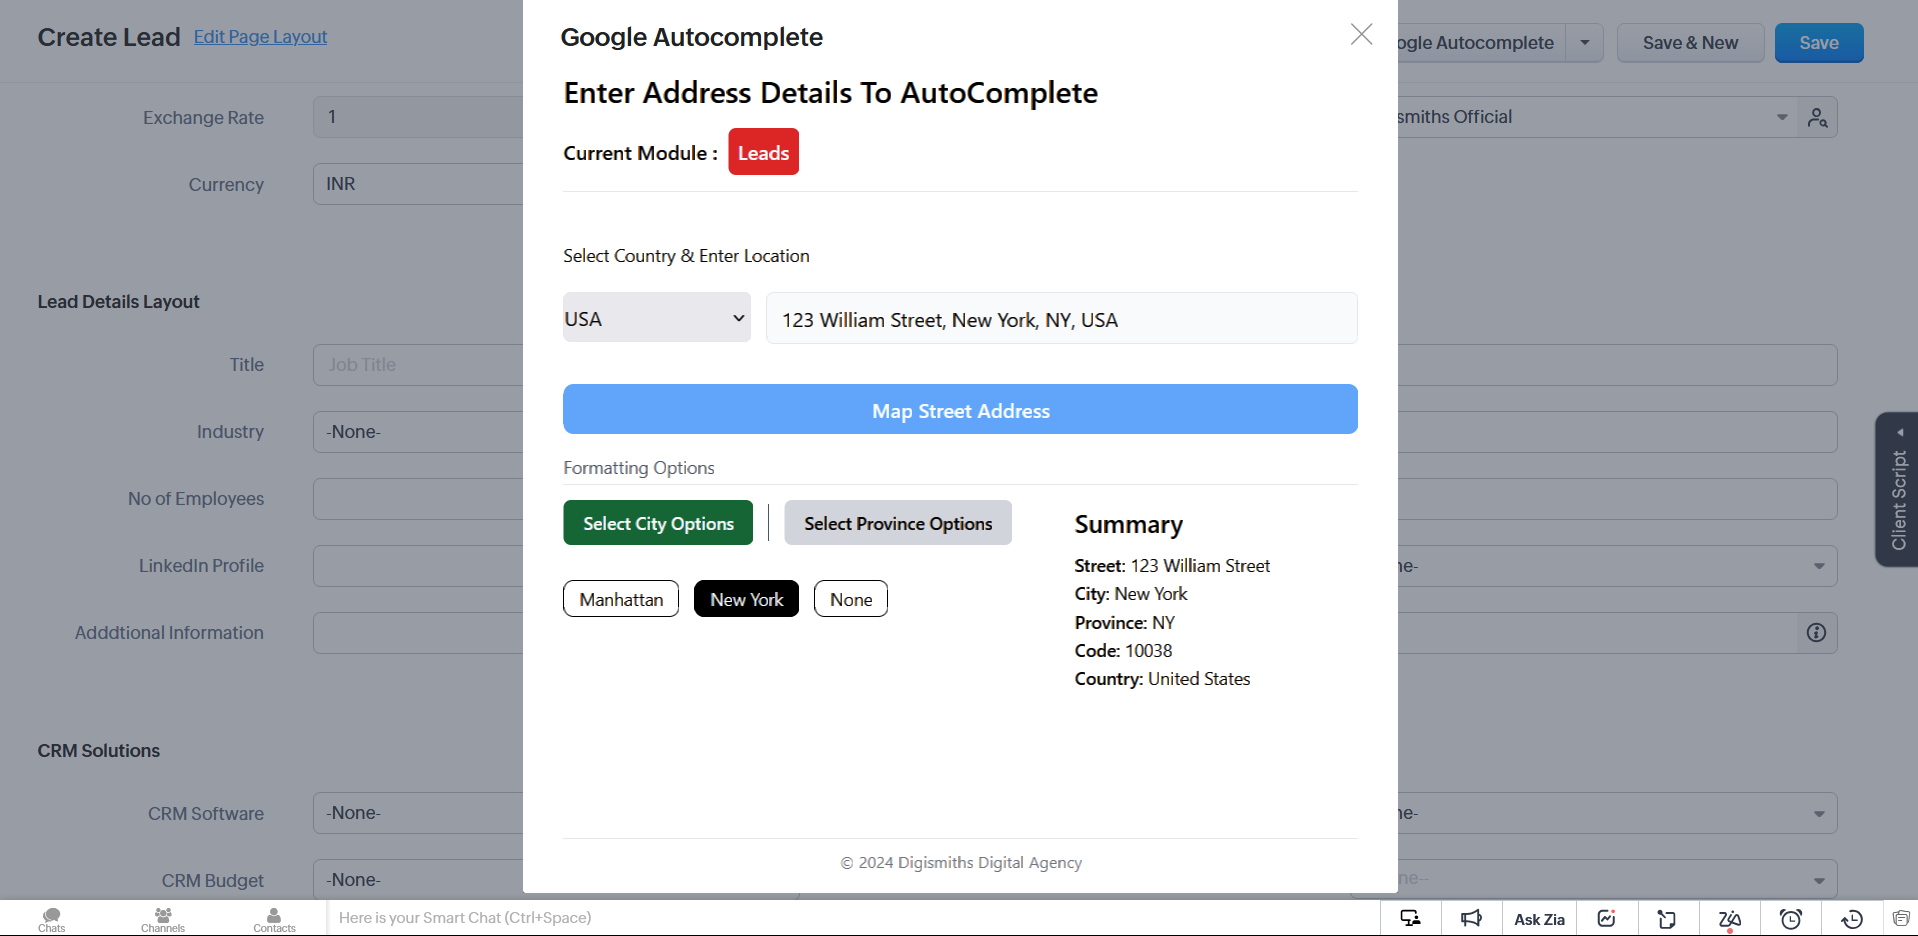 Create Lead Edit Page Layout
Google Autocomplete
ogle Autocomplete
Save & New
Save
Enter Address Details To AutoComplete
Exchange Rate 1
smiths Official
Current Module : Leads
Currency INR
Select Country & Enter Location
Lead Details Layout
USA 123 William Street, New York, NY, USA
Title Job Title
Map Street Address
Industry -None-
Formatting Options
No of Employees
Select City Options Select Province Options
Summary
LinkedIn Profile
Street: 123 William Street
City: New York
Manhattan New York None
Province: NY
Adddtional Information
Code: 10038
Country: United States
Client Script
CRM Solutions
CRM Software -None-
CRM Budget -None-
© 2024 Digismiths Digital Agency
Chats Channels Contacts
Here is your Smart Chat (Ctrl+Space)
Ask Zia